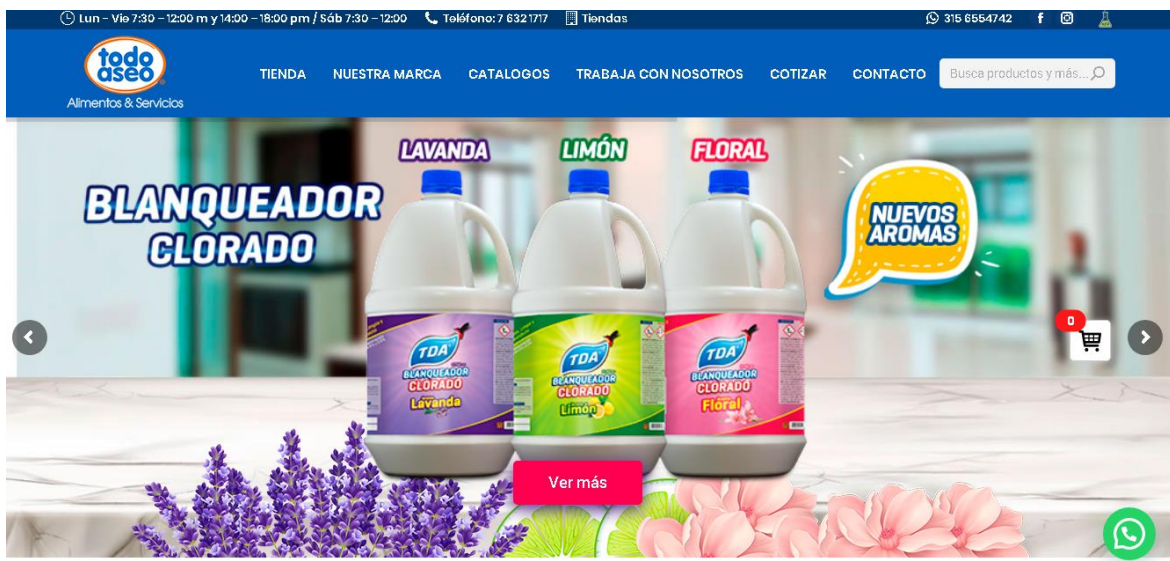 Lun – Vie 7:30 – 12:00 m y 14:00 – 18:00 pm / Sáb 7:30 – 12:00 Teléfono: 7 6321717 Tiendas 315 6554742
todo
aseo
Alimentos & Servicios
TIENDA NUESTRA MARCA CATALOGOS TRABAJA CON NOSOTROS COTIZAR CONTACTO Busca productos y más...
LAVANDA LIMÓN FLORAL
BLANQUEADOR
CLORADO
NUEVOS
AROMAS
0
TDA
BLANQUEADOR
CLORADO
Lavanda
TDA
BLANQUEADOR
CLORADO
Limón
TDA
BLANQUEADOR
CLORADO
Floral
Ver más